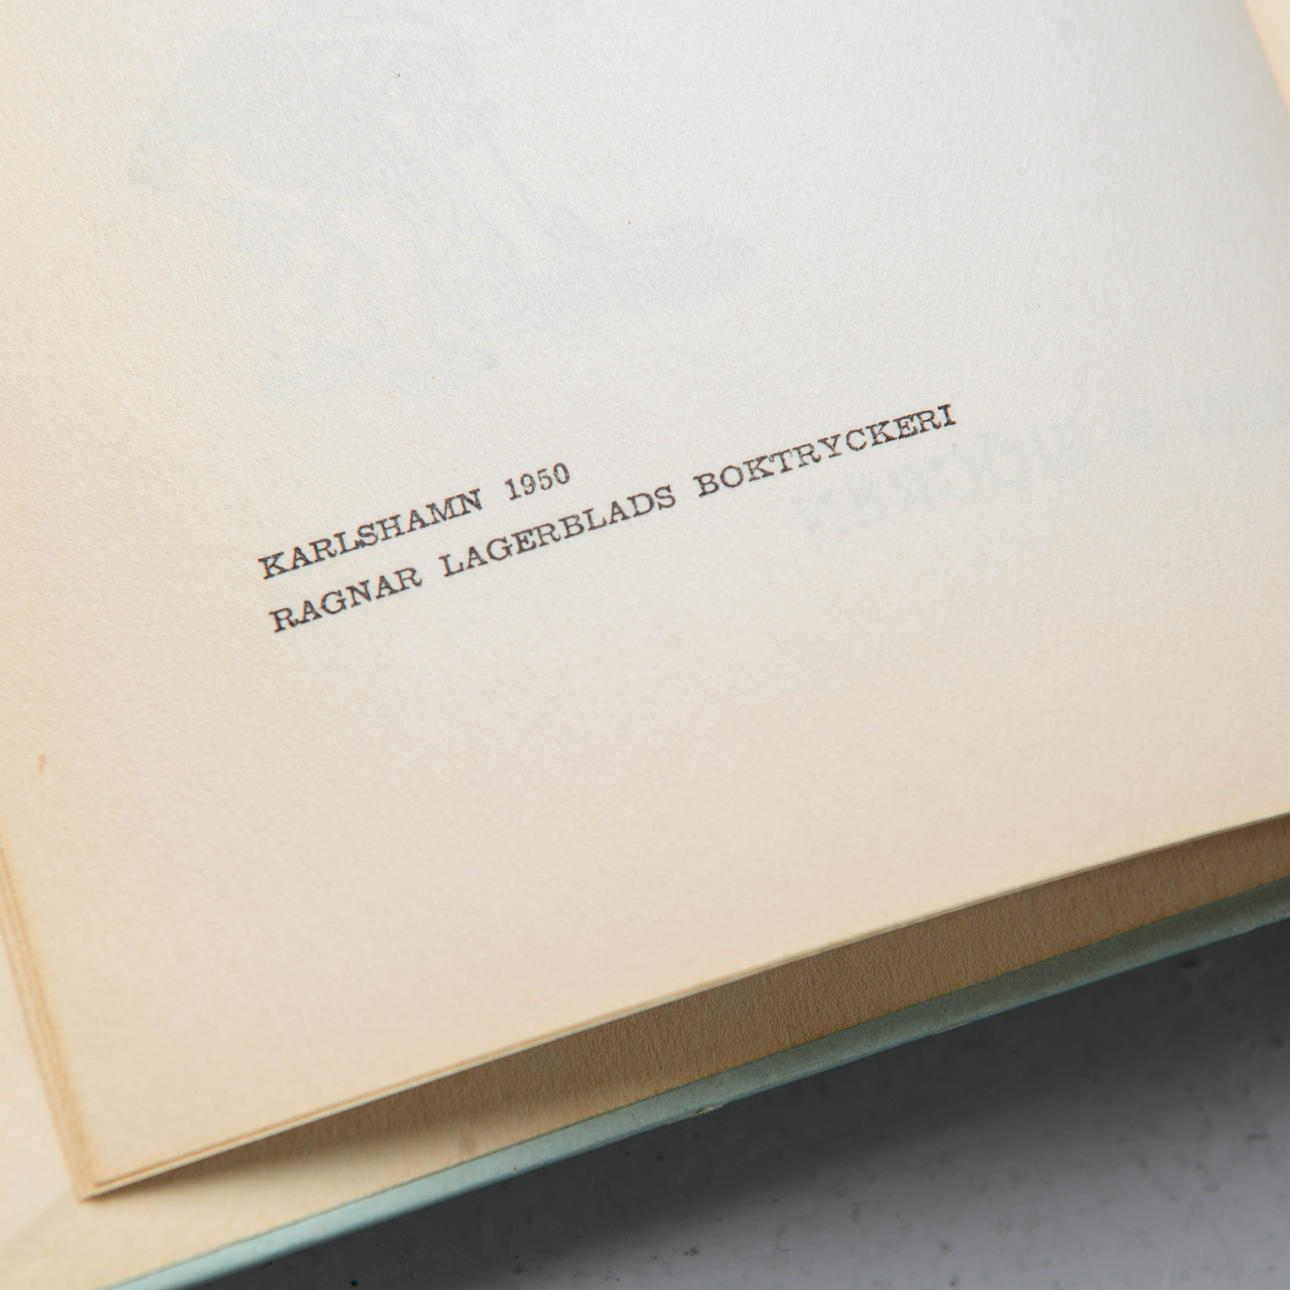 KARLSHAMN 1950
RAGNAR LAGERBLADS BOKTRYCKERI